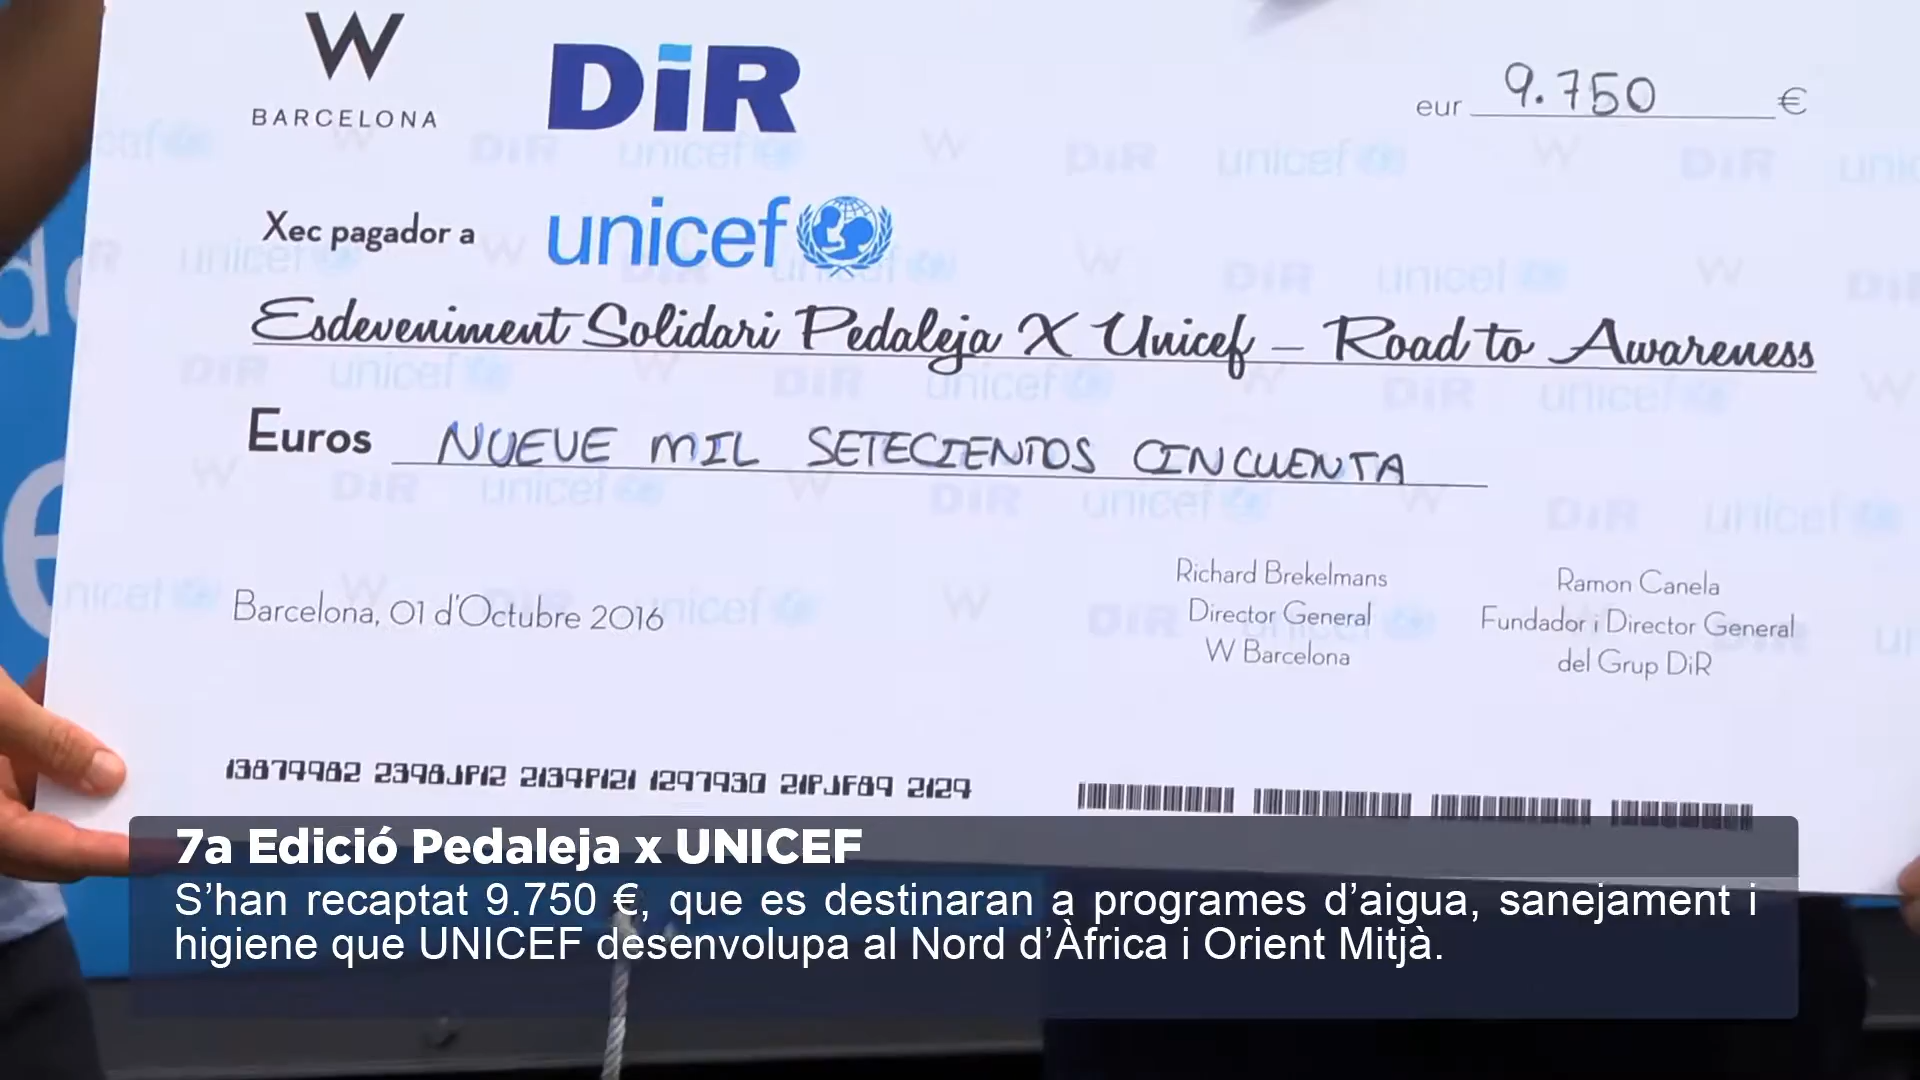 W
BARCELONA
DiR
eur 9.750 €
Xec pagador a unicef
Esdeveniment Solidari Pedaleja X Unicef – Road to Awareness
Euros NUEVE MIL SETECIENTOS CINCUENTA
Barcelona, 01 d'Octubre 2016
Richard Brekelmans
Director General
W Barcelona
Ramon Canela
Fundador i Director General
del Grup DiR
13879982 2398JP12 2139P121 1297930 21PJF89 2129
7a Edició Pedaleja x UNICEF
S’han recaptat 9.750 €, que es destinaran a programes d’aigua, sanejament i
higiene que UNICEF desenvolupa al Nord d’Àfrica i Orient Mitjà.